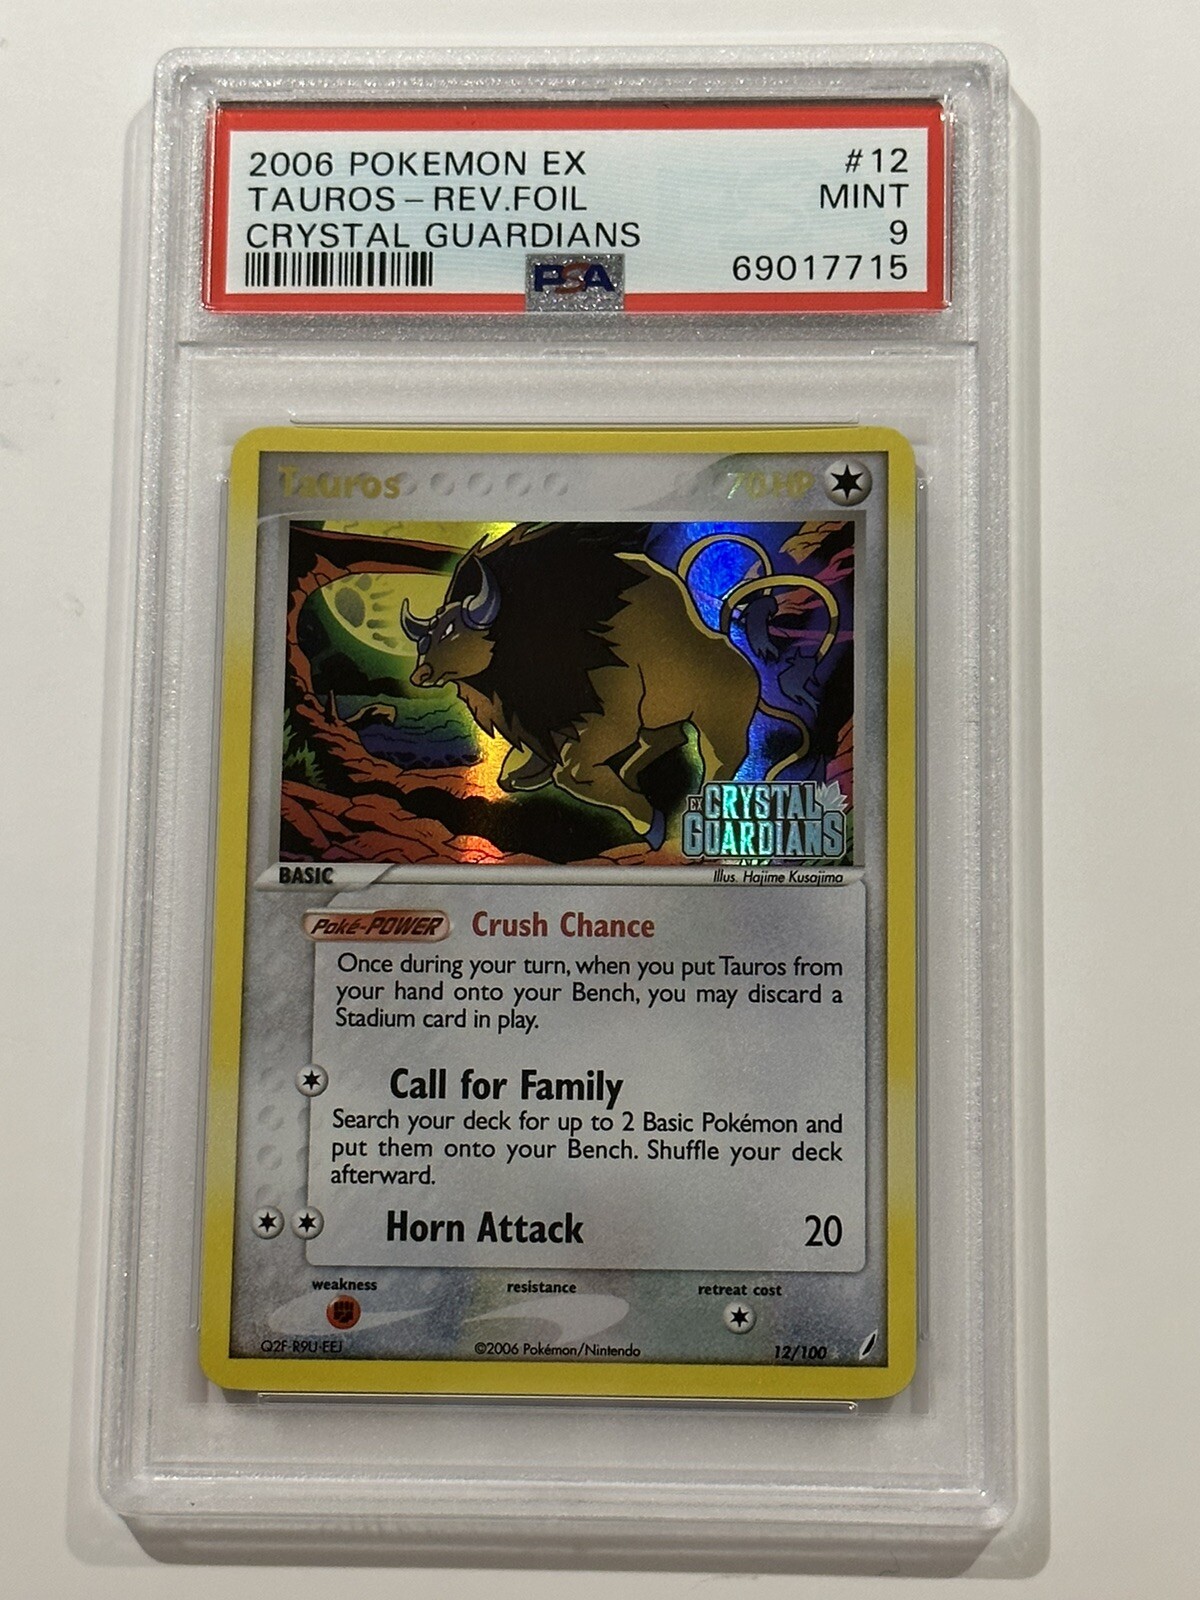 2006 POKEMON EX #12
TAUROS - REV.FOIL MINT
CRYSTAL GUARDIANS 9
PSA 69017715
Tauros 70 HP
EX CRYSTAL
GUARDIANS
BASIC Illus. Hajime Kusajima
Poké-POWER Crush Chance
Once during your turn, when you put Tauros from
your hand onto your Bench, you may discard a
Stadium card in play.
Call for Family
Search your deck for up to 2 Basic Pokémon and
put them onto your Bench. Shuffle your deck
afterward.
Horn Attack 20
weakness resistance retreat cost
Q2F-R9U-EEJ ©2006 Pokémon/Nintendo 12/100